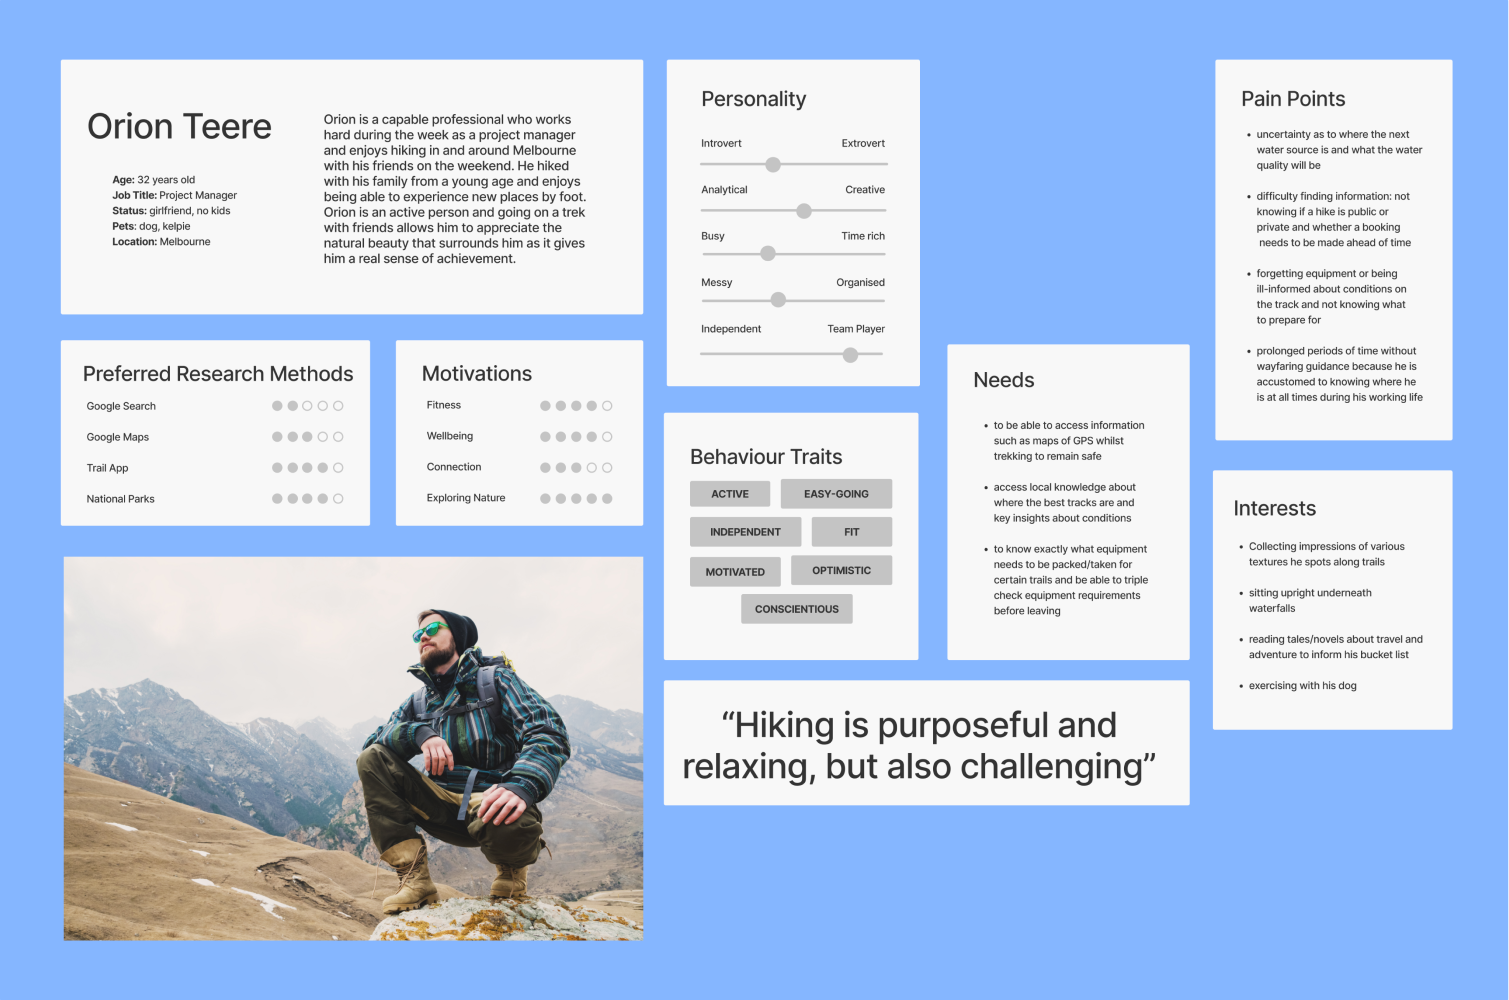 Orion Teere
Age: 32 years old
Job Title: Project Manager
Status: girlfriend, no kids
Pets: dog, kelpie
Location: Melbourne
Orion is a capable professional who works
hard during the week as a project manager
and enjoys hiking in and around Melbourne
with his friends on the weekend. He hiked
with his family from a young age and enjoys
being able to experience new places by foot.
Orion is an active person and going on a trek
with friends allows him to appreciate the
natural beauty that surrounds him as it gives
him a real sense of achievement.
Preferred Research Methods
Google Search
Google Maps
Trail App
National Parks
Motivations
Fitness
Wellbeing
Connection
Exploring Nature
Personality
Introvert Extrovert
Analytical Creative
Busy Time rich
Messy Organised
Independent Team Player
Behaviour Traits
ACTIVE EASY-GOING
INDEPENDENT FIT
MOTIVATED OPTIMISTIC
CONSCIENTIOUS
Needs
• to be able to access information
such as maps of GPS whilst
trekking to remain safe
• access local knowledge about
where the best tracks are and
key insights about conditions
• to know exactly what equipment
needs to be packed/taken for
certain trails and be able to triple
check equipment requirements
before leaving
“Hiking is purposeful and
relaxing, but also challenging”
Pain Points
• uncertainty as to where the next
water source is and what the water
quality will be
• difficulty finding information: not
knowing if a hike is public or
private and whether a booking
needs to be made ahead of time
• forgetting equipment or being
ill-informed about conditions on
the track and not knowing what
to prepare for
• prolonged periods of time without
wayfaring guidance because he is
accustomed to knowing where he
is at all times during his working life
Interests
• Collecting impressions of various
textures he spots along trails
• sitting upright underneath
waterfalls
• reading tales/novels about travel and
adventure to inform his bucket list
• exercising with his dog